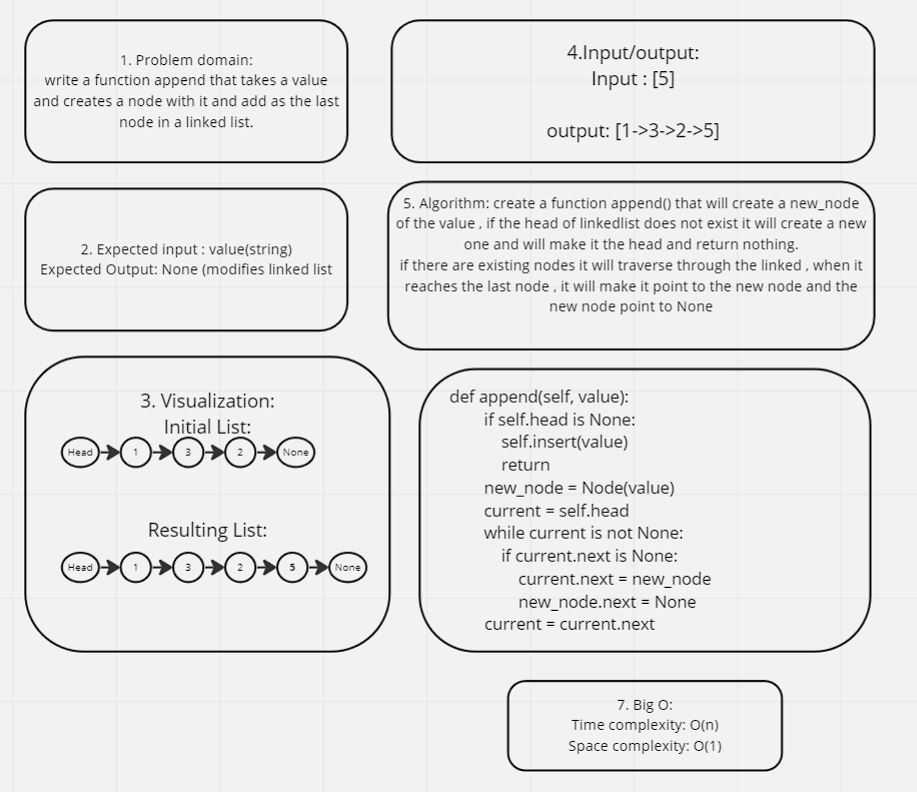 1. Problem domain:
write a function append that takes a value
and creates a node with it and add as the last
node in a linked list.
2. Expected input : value(string)
Expected Output: None (modifies linked list
3. Visualization:
Initial List:
Head 1 3 2 None
Resulting List:
Head 1 3 2 5 None
4.Input/output:
Input : [5]
output: [1->3->2->5]
5. Algorithm: create a function append() that will create a new_node
of the value , if the head of linkedlist does not exist it will create a new
one and will make it the head and return nothing.
if there are existing nodes it will traverse through the linked , when it
reaches the last node , it will make it point to the new node and the
new node point to None
def append(self, value):
if self.head is None:
self.insert(value)
return
new_node = Node(value)
current = self.head
while current is not None:
if current.next is None:
current.next = new_node
new_node.next = None
current = current.next
7. Big O:
Time complexity: O(n)
Space complexity: O(1)